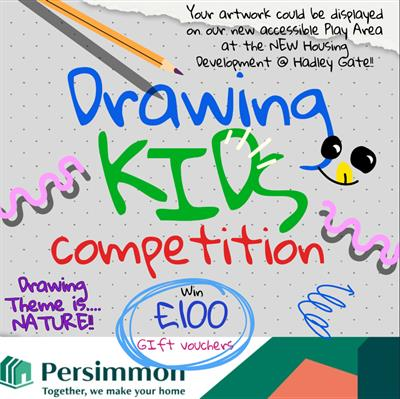 Your artwork could be displayed
on our new accessible Play Area
at the NEW Housing
Development @ Hadley Gate!!
Drawing
KIDS
competition
Drawing
Theme is....
NATURE!!
Win
£100
Gift vouchers
Persimmon
Together, we make your home